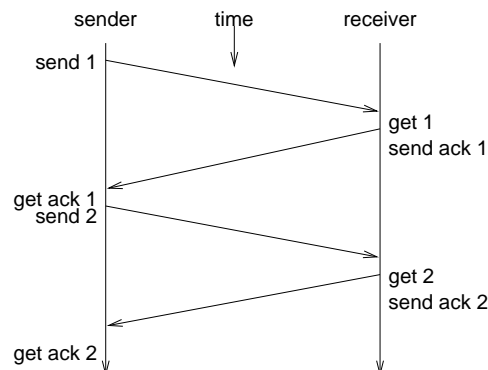 sender
time
receiver
send 1
get 1
send ack 1
get ack 1
send 2
get 2
send ack 2
get ack 2